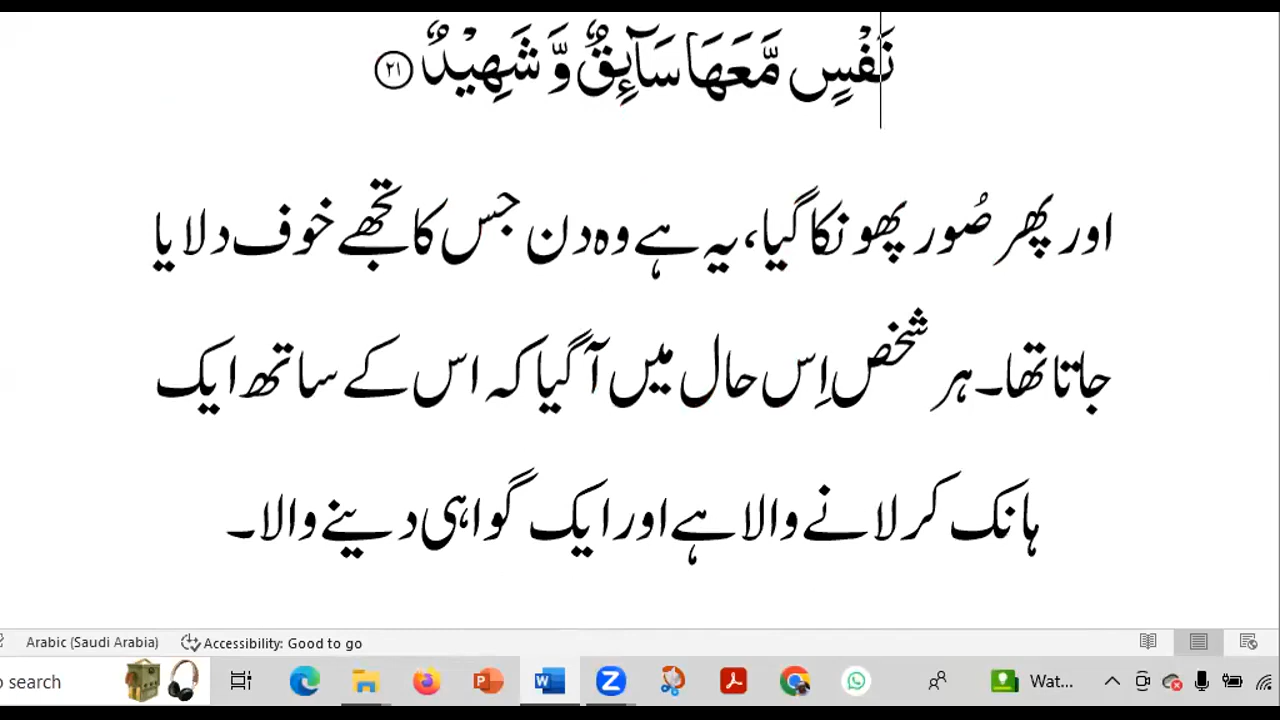 نَفْسٍ مَّعَهَا سَآئِقٌ وَّ شَهِيْدٌ ۝۲۱
اور پھر صُور پھونکا گیا، یہ ہے وہ دن جس کا تجھے خوف دلایا
جاتا تھا۔ ہر شخص اِس حال میں آ گیا کہ اس کے ساتھ ایک
ہانک کر لانے والا ہے اور ایک گواہی دینے والا۔
Arabic (Saudi Arabia) Accessibility: Good to go
o search Wat...